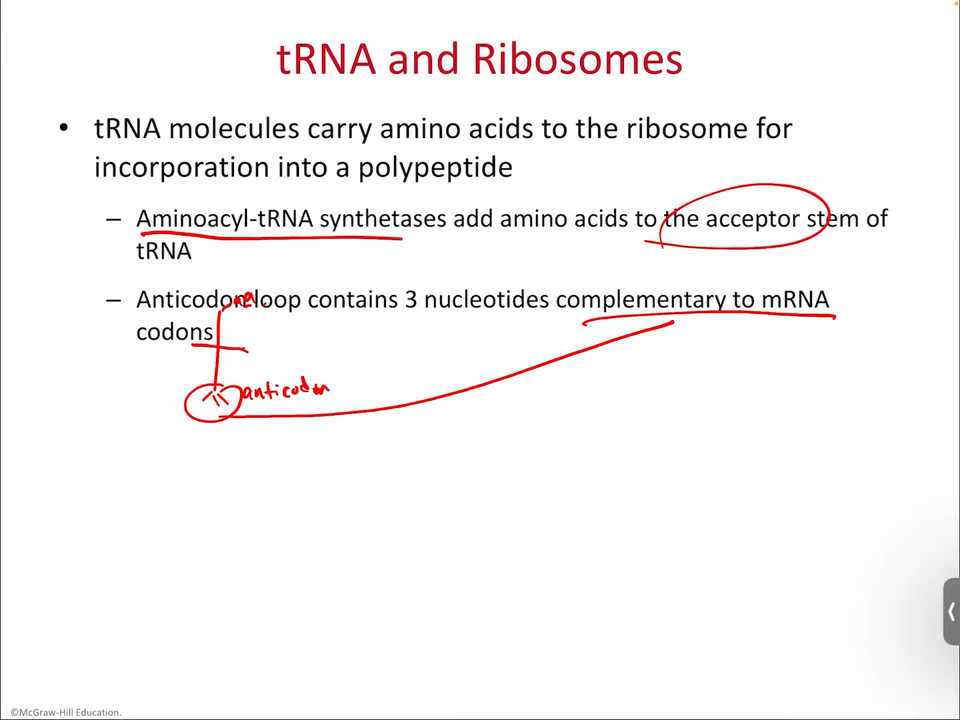 tRNA and Ribosomes
• tRNA molecules carry amino acids to the ribosome for
incorporation into a polypeptide
– Aminoacyl-tRNA synthetases add amino acids to the acceptor stem of
tRNA
– Anticodon loop contains 3 nucleotides complementary to mRNA
codons
aa
anticodon
©McGraw-Hill Education.